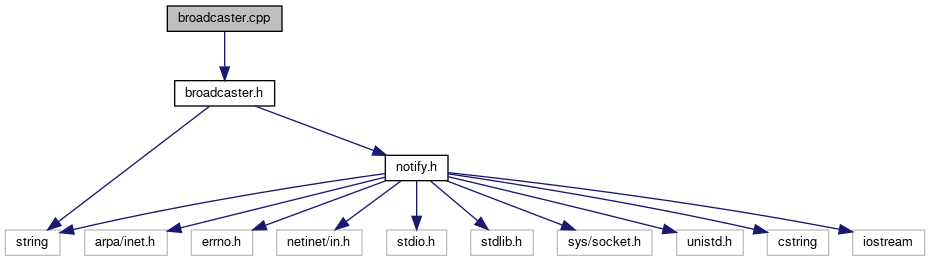 broadcaster.cpp
broadcaster.h
notify.h
string
arpa/inet.h
errno.h
netinet/in.h
stdio.h
stdlib.h
sys/socket.h
unistd.h
cstring
iostream